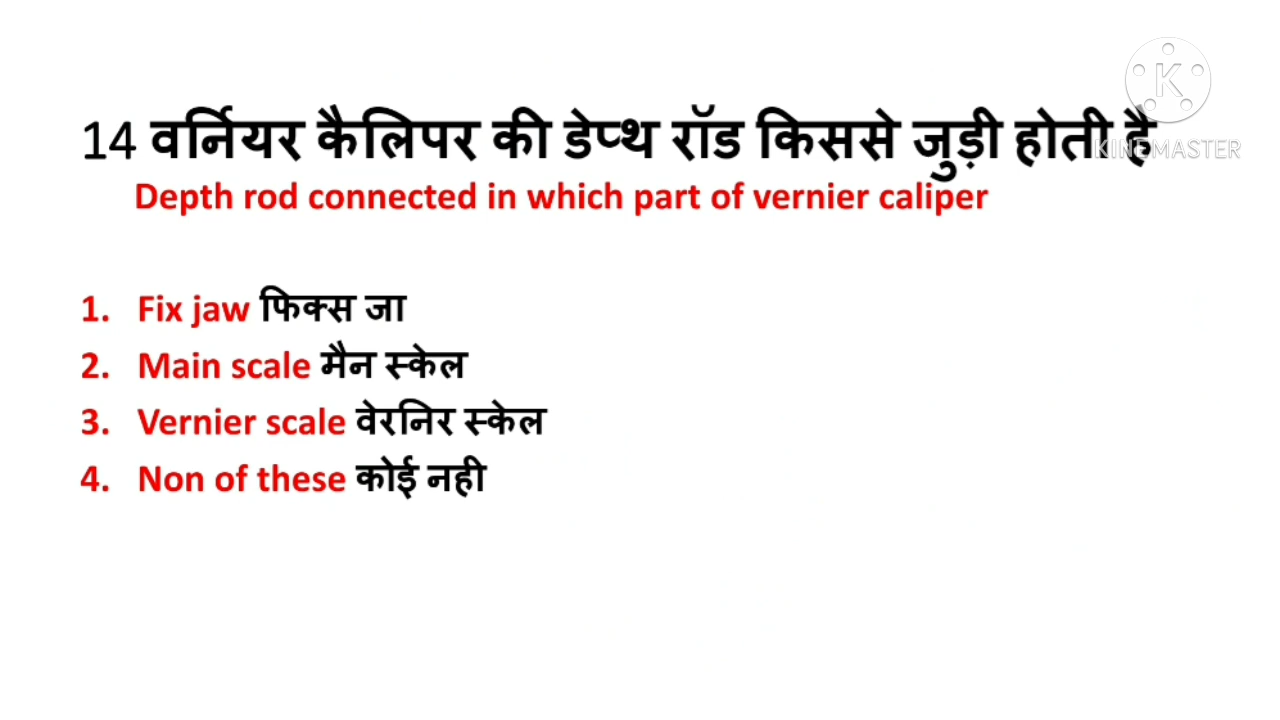 14 वर्नियर कैलिपर की डेप्थ रॉड किससे जुड़ी होती है
KINEMASTER
Depth rod connected in which part of vernier caliper
1. Fix jaw फिक्स जा
2. Main scale मैन स्केल
3. Vernier scale वेरनिर स्केल
4. Non of these कोई नही